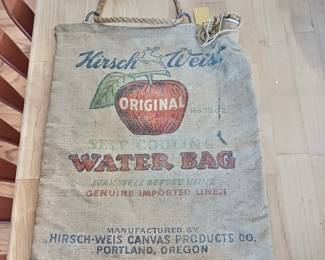 Hirsch Weis
ORIGINAL
SELF COOLING
WATER BAG
SOAK WELL BEFORE USING
GENUINE IMPORTED LINEN
MANUFACTURED BY
HIRSCH-WEIS CANVAS PRODUCTS CO.
PORTLAND, OREGON